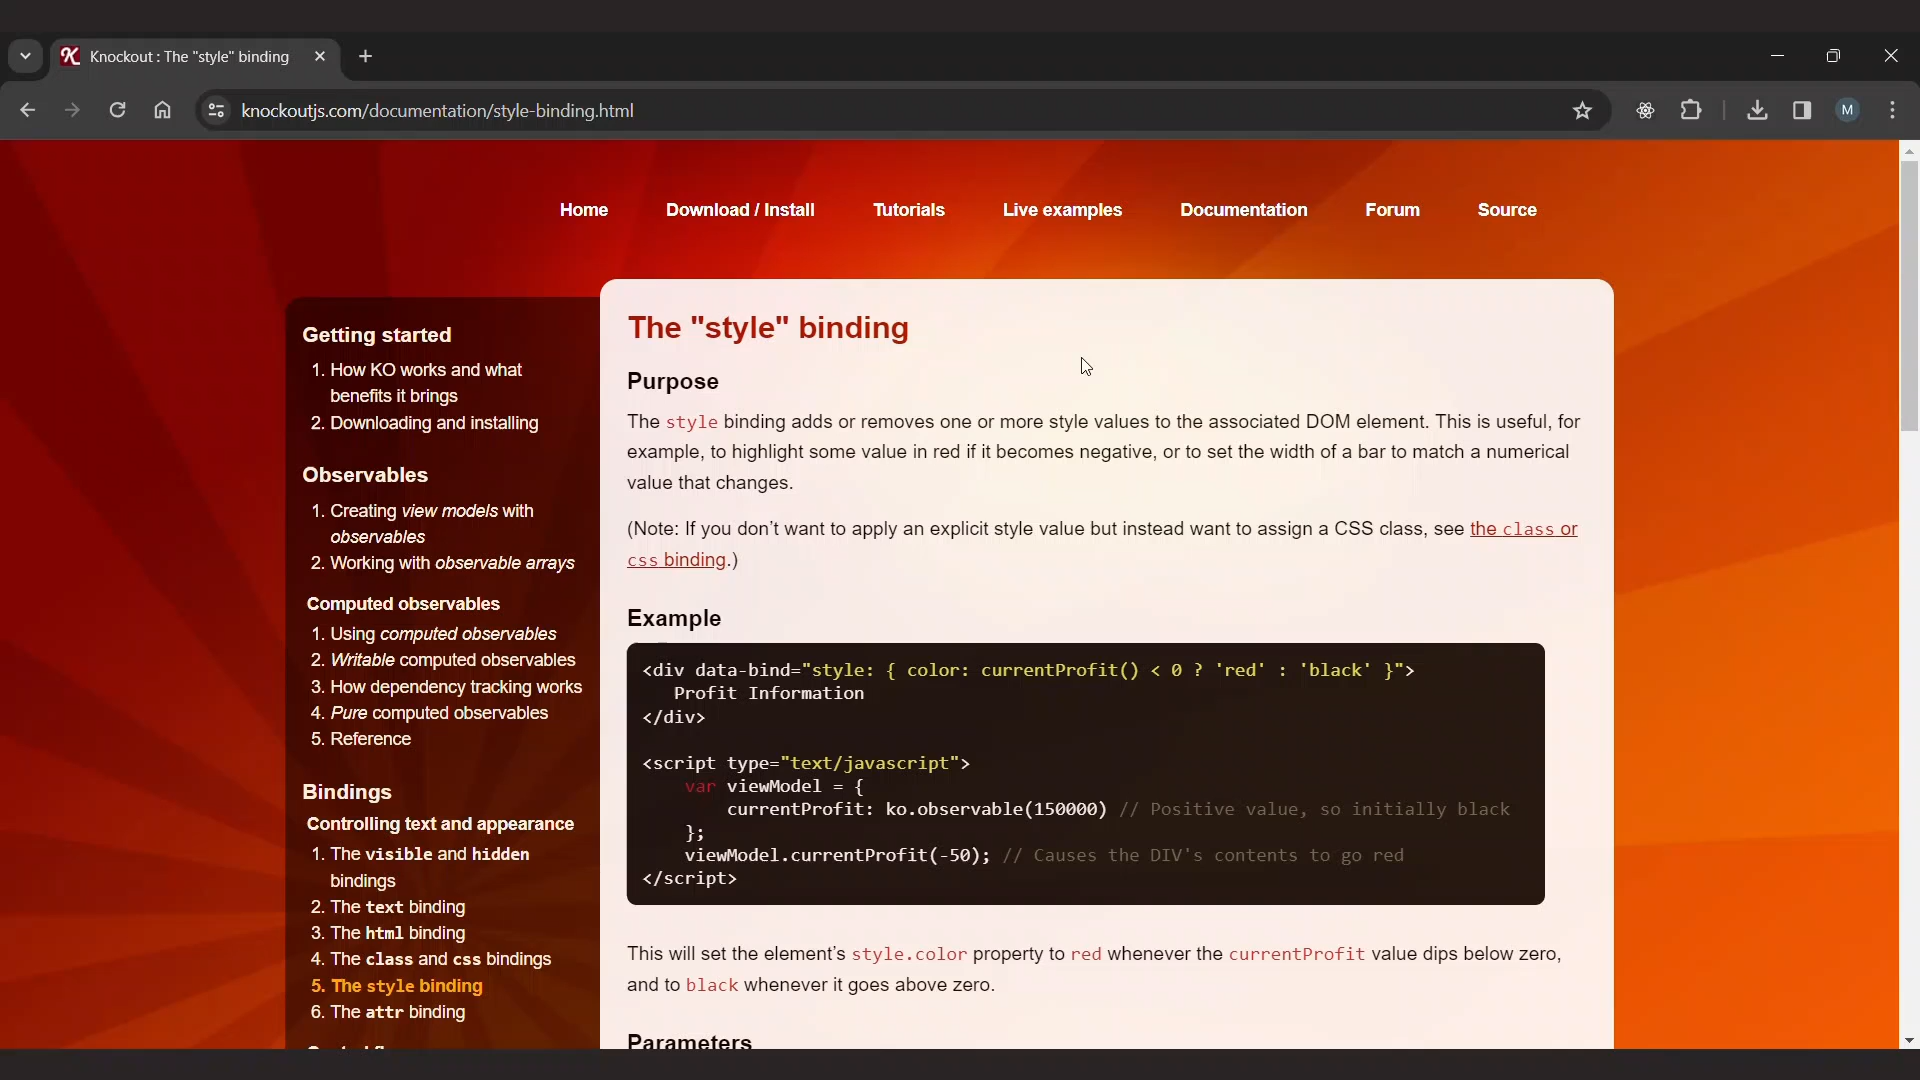 Knockout : The "style" binding
knockoutjs.com/documentation/style-binding.html
M
Home Download / Install Tutorials Live examples Documentation Forum Source
Getting started
1. How KO works and what
benefits it brings
2. Downloading and installing
Observables
1. Creating view models with
observables
2. Working with observable arrays
Computed observables
1. Using computed observables
2. Writable computed observables
3. How dependency tracking works
4. Pure computed observables
5. Reference
Bindings
Controlling text and appearance
1. The visible and hidden
bindings
2. The text binding
3. The html binding
4. The class and css bindings
5. The style binding
6. The attr binding
The "style" binding
Purpose
The style binding adds or removes one or more style values to the associated DOM element. This is useful, for
example, to highlight some value in red if it becomes negative, or to set the width of a bar to match a numerical
value that changes.
(Note: If you don’t want to apply an explicit style value but instead want to assign a CSS class, see the class or
css binding.)
Example
<div data-bind="style: { color: currentProfit() < 0 ? 'red' : 'black' }">
Profit Information
</div>
<script type="text/javascript">
var viewModel = {
currentProfit: ko.observable(150000) // Positive value, so initially black
};
viewModel.currentProfit(-50); // Causes the DIV's contents to go red
</script>
This will set the element’s style.color property to red whenever the currentProfit value dips below zero,
and to black whenever it goes above zero.
Parameters